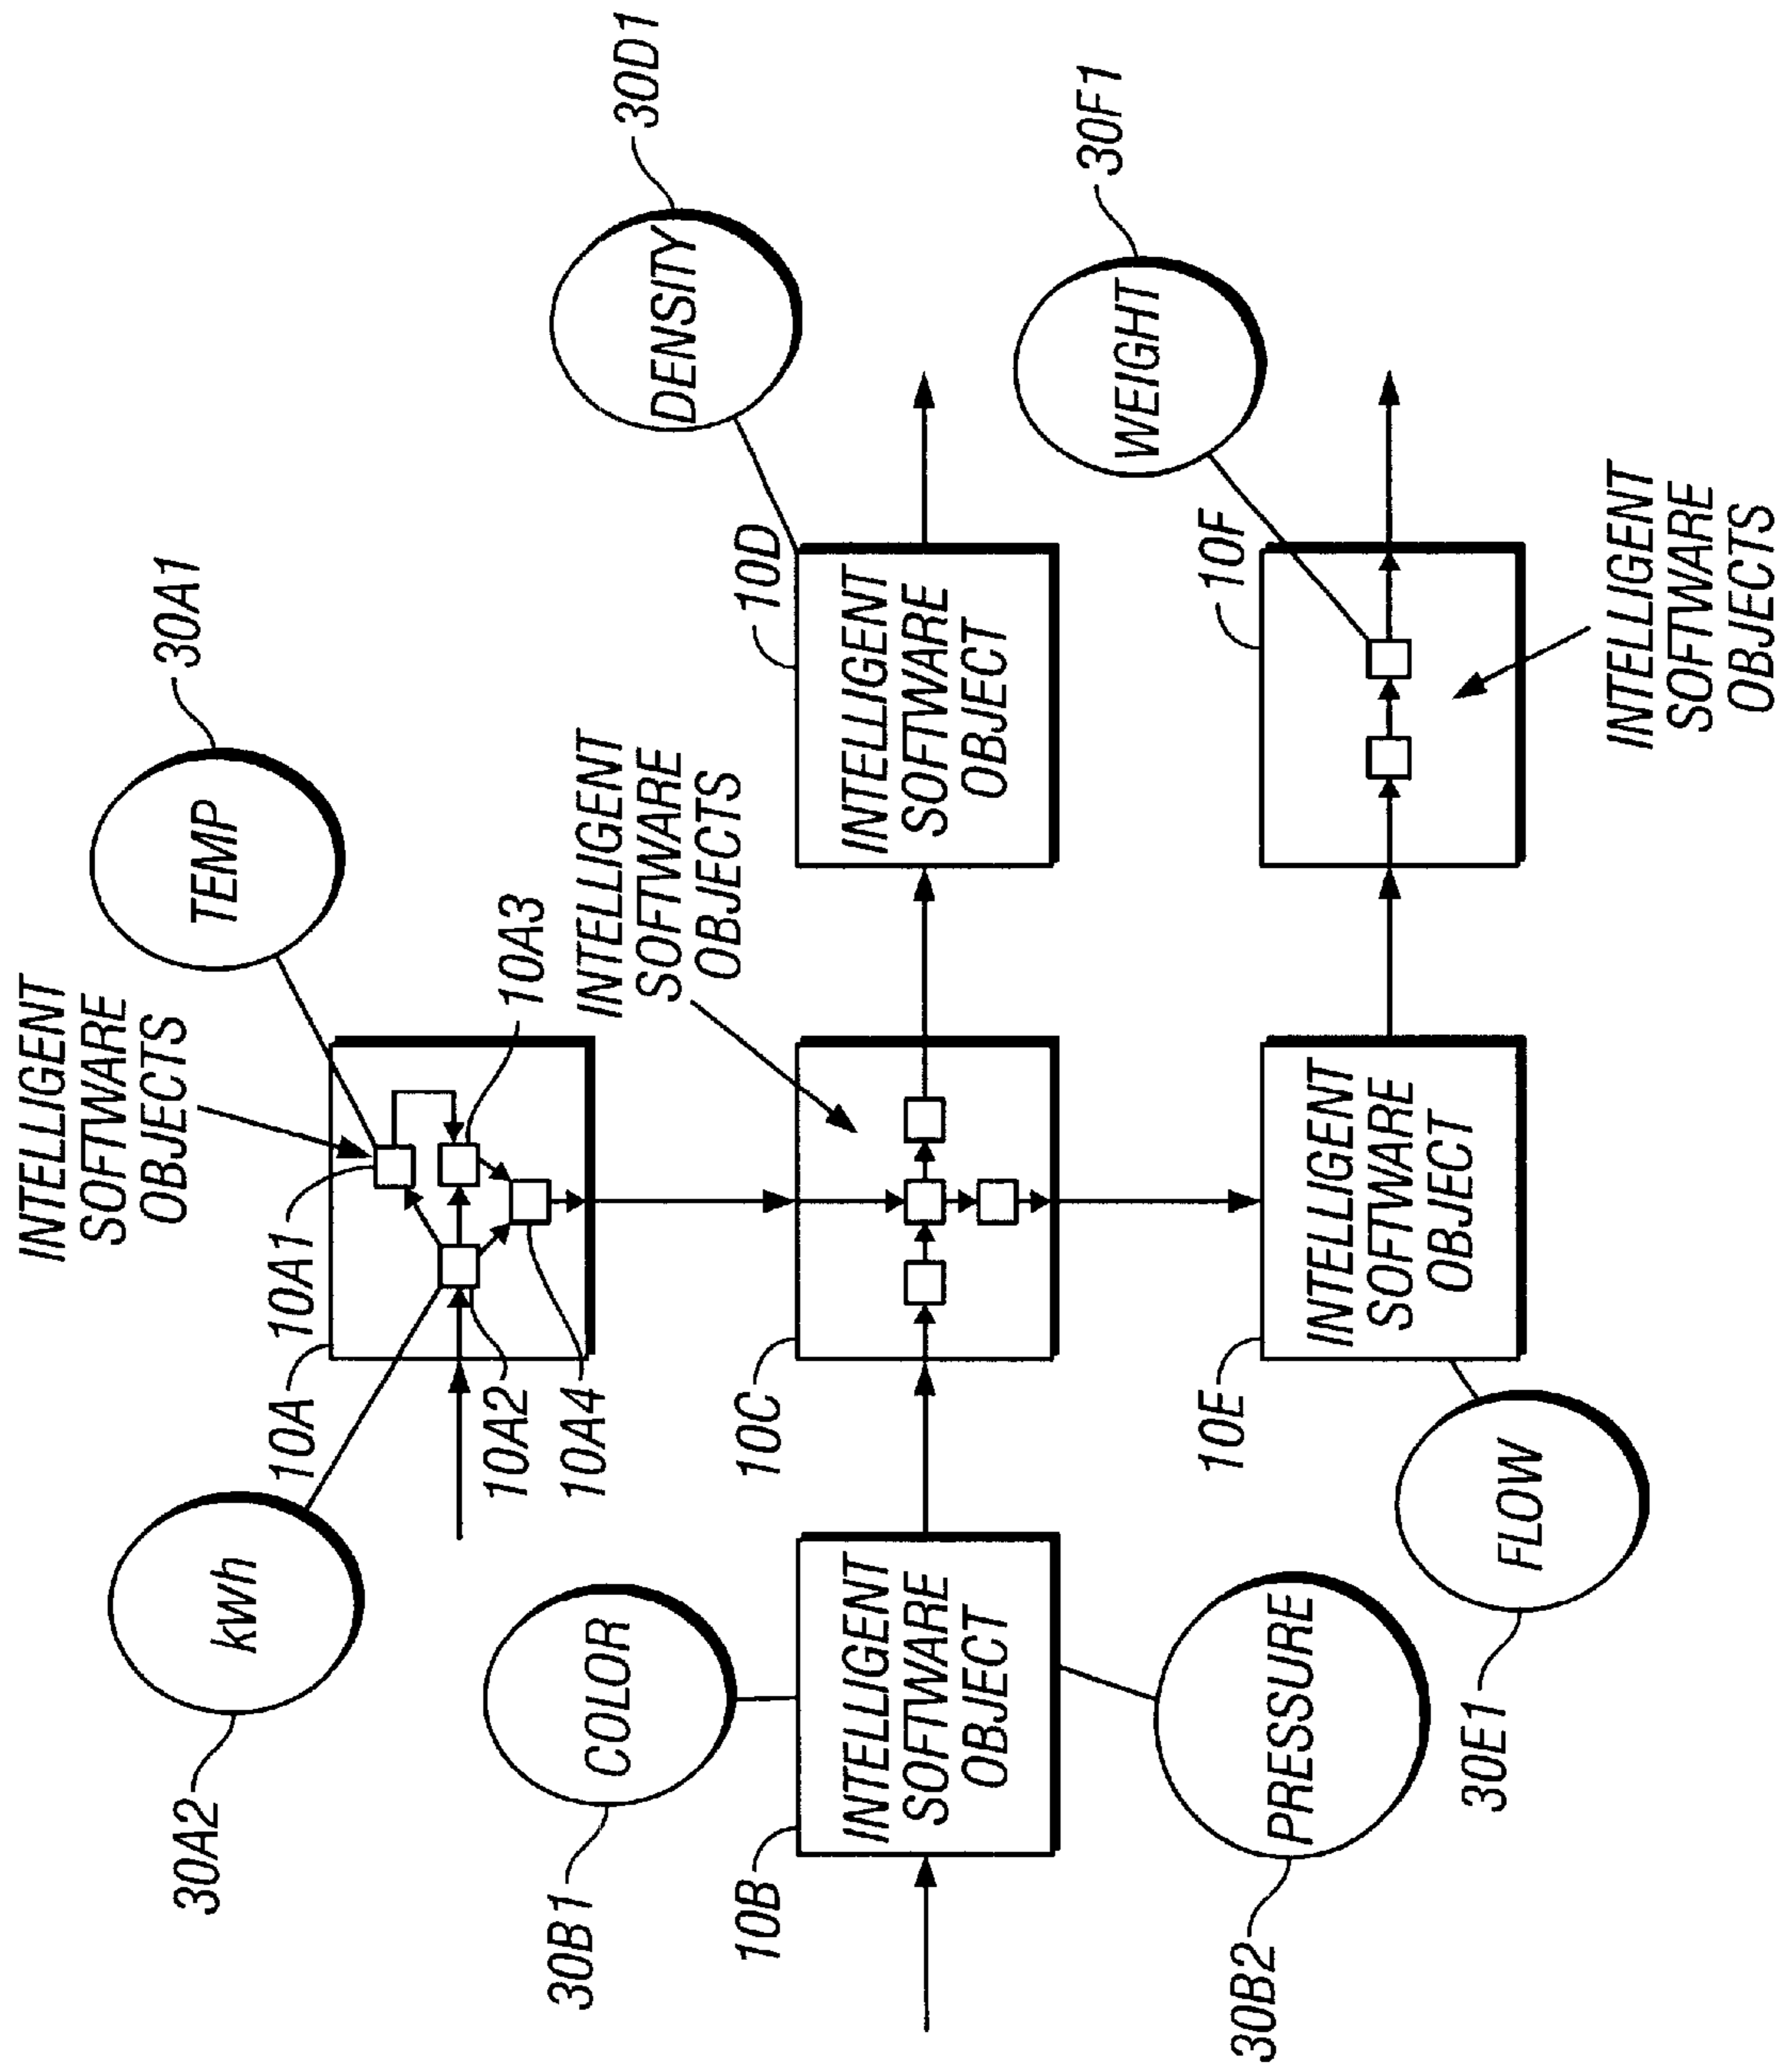 INTELLIGENT
SOFTWARE
OBJECTS
TEMP
30A1
kwh
30A2
10A
10A1
10A2
10A3
10A4
COLOR
30B1
INTELLIGENT
SOFTWARE
OBJECTS
DENSITY
30D1
10B
INTELLIGENT
SOFTWARE
OBJECT
10C
10D
INTELLIGENT
SOFTWARE
OBJECT
PRESSURE
30B2
FLOW
30E1
10E
INTELLIGENT
SOFTWARE
OBJECT
10F
WEIGHT
30F1
INTELLIGENT
SOFTWARE
OBJECTS